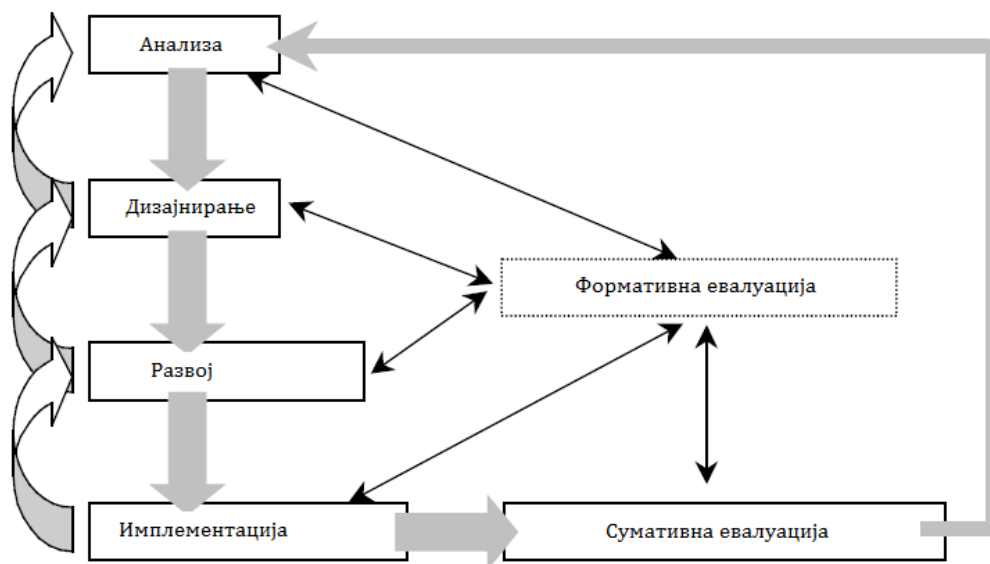 Анализа
Дизајнирање
Формативна евалуација
Развој
Имплементација
Сумативна евалуација